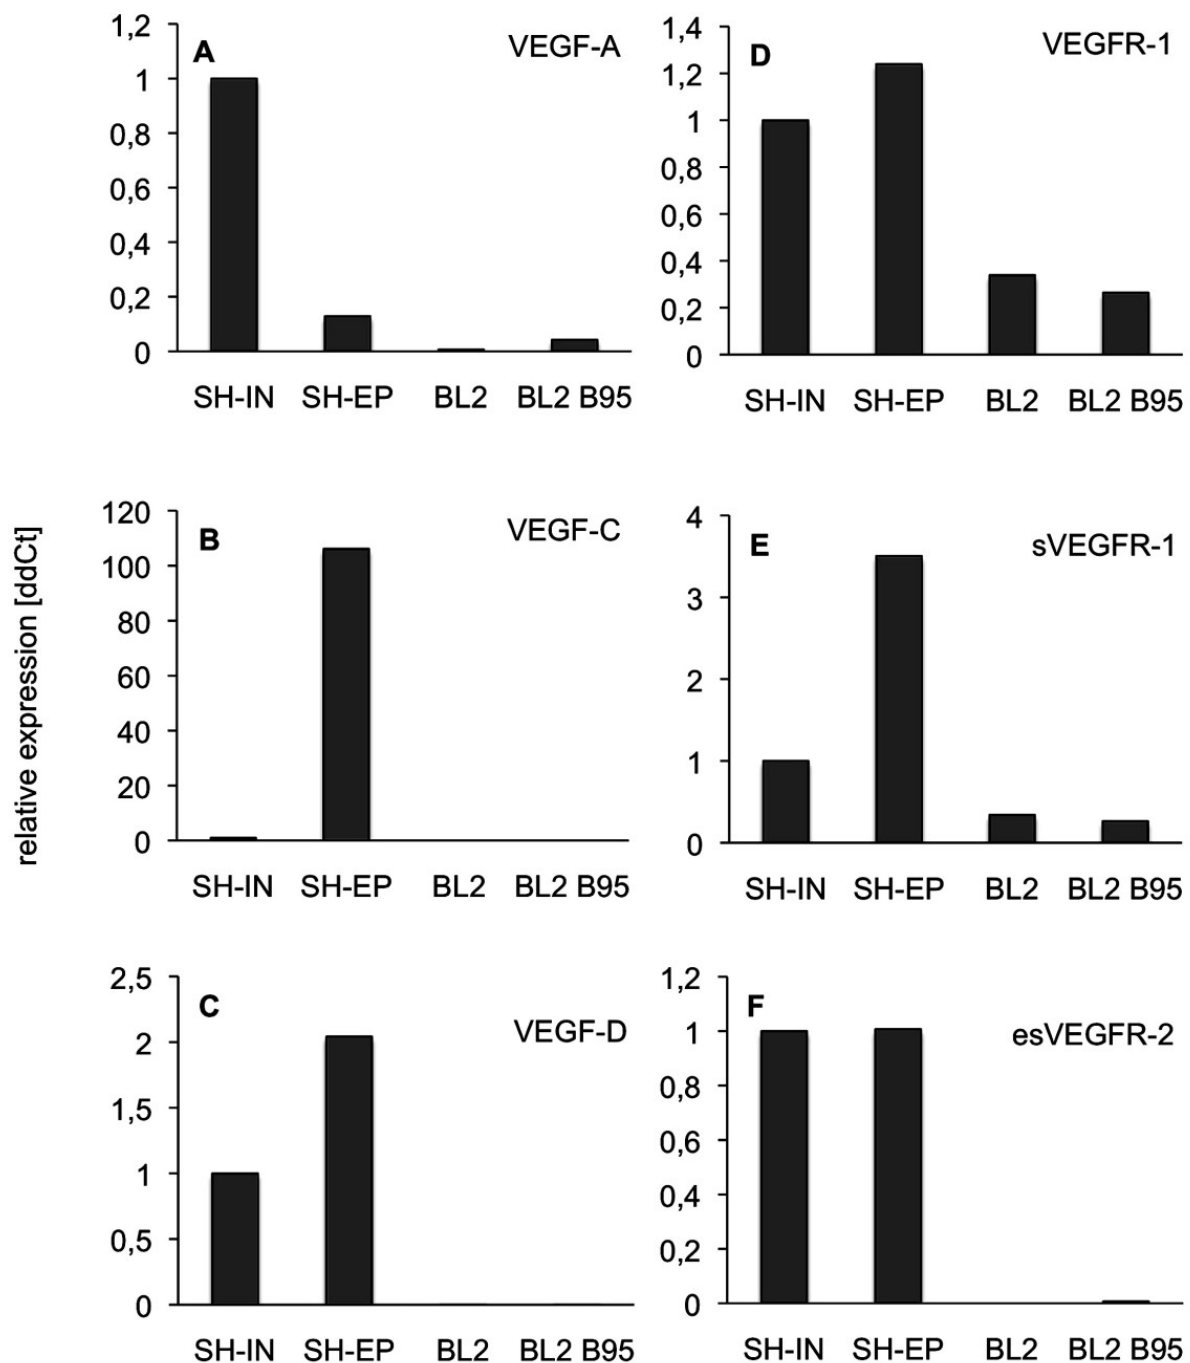 relative expression [ddCt]
A
VEGF-A
1,2
1
0,8
0,6
0,4
0,2
0
SH-IN SH-EP BL2 BL2 B95
D
VEGFR-1
1,4
1,2
1
0,8
0,6
0,4
0,2
0
SH-IN SH-EP BL2 BL2 B95
B
VEGF-C
120
100
80
60
40
20
0
SH-IN SH-EP BL2 BL2 B95
E
sVEGFR-1
4
3
2
1
0
SH-IN SH-EP BL2 BL2 B95
C
VEGF-D
2,5
2
1,5
1
0,5
0
SH-IN SH-EP BL2 BL2 B95
F
esVEGFR-2
1,2
1
0,8
0,6
0,4
0,2
0
SH-IN SH-EP BL2 BL2 B95